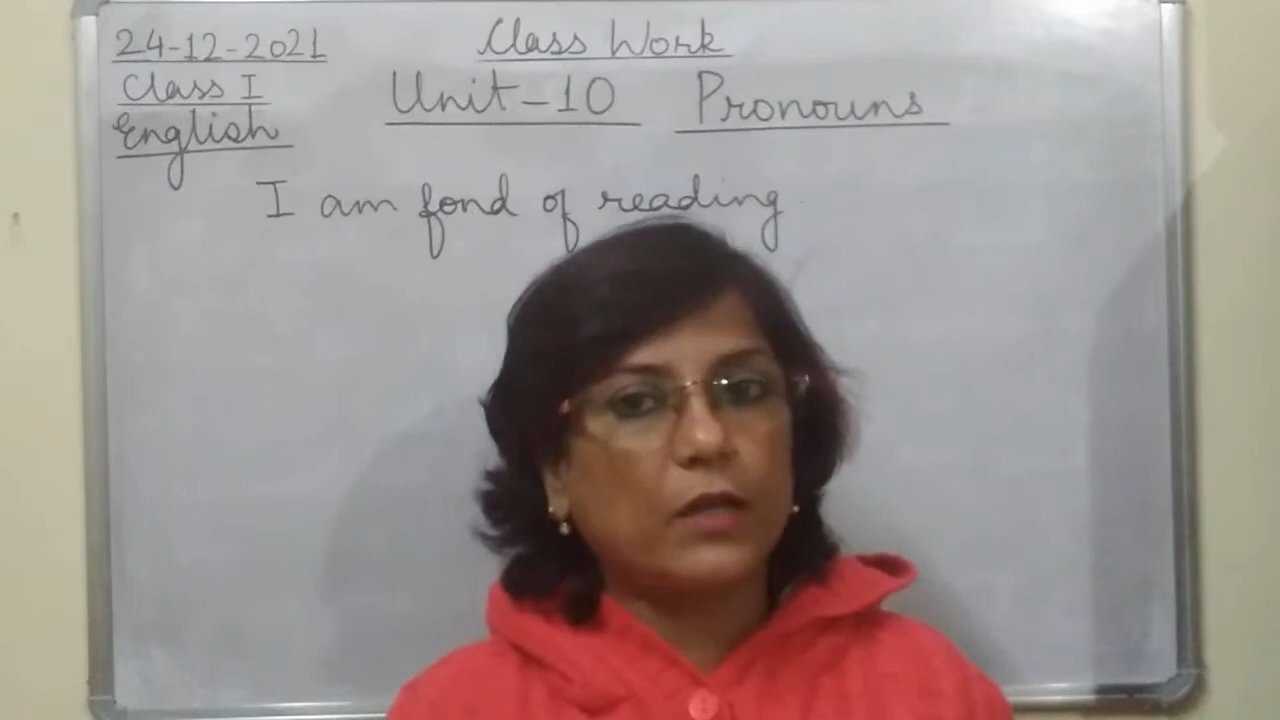 24-12-2021 Class Work
Class I Unit-10 Pronouns
English
I am fond of reading